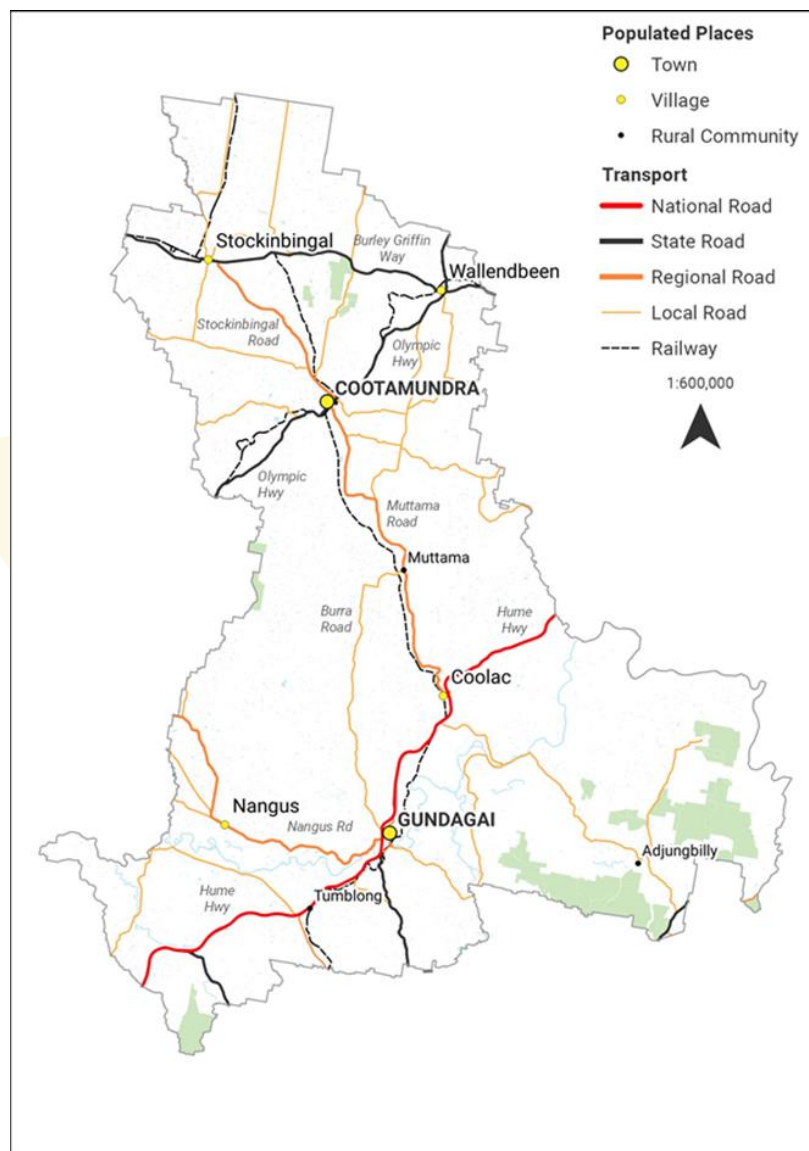 Populated Places
Town
Village
Rural Community
Transport
National Road
State Road
Regional Road
Local Road
Railway
1:600,000
Stockinbingal
Burley Griffin
Way
Wallendbeen
Stockinbingal
Road
Olympic
Hwy
COOTAMUNDRA
Olympic
Hwy
Muttama
Road
Muttama
Burra
Road
Hume
Hwy
Coolac
Nangus
Nangus Rd
GUNDAGAI
Adjungbilly
Hume
Hwy
Tumblong